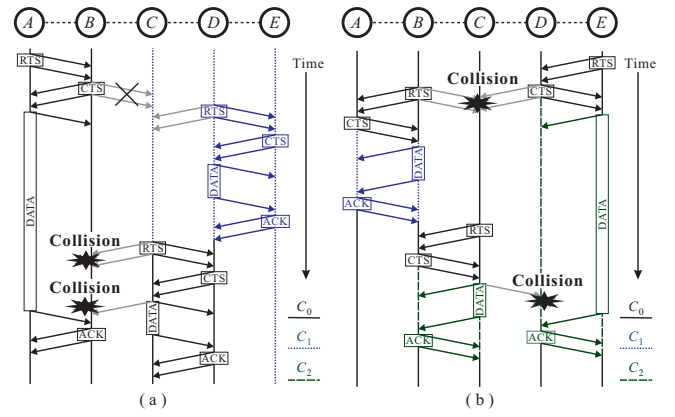 A B C D E
RTS
CTS
RTS
CTS
DATA
DATA
ACK
Collision
RTS
Collision
CTS
DATA
ACK
ACK
( a )
Time
C0
C1
C2
A B C D E
RTS
Collision
RTS
CTS
CTS
DATA
DATA
ACK
RTS
CTS
Collision
DATA
ACK
ACK
( b )
Time
C0
C1
C2